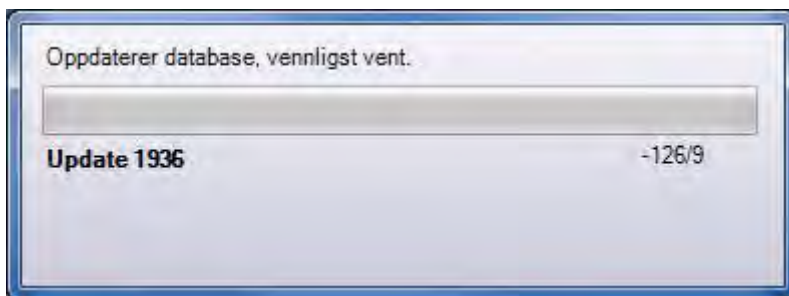 Oppdaterer database, vennligst vent.
Update 1936 -126/9